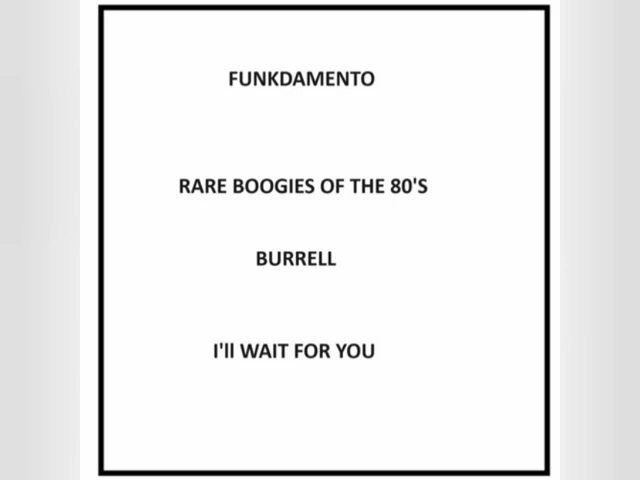 FUNKDAMENTO
RARE BOOGIES OF THE 80'S
BURRELL
I'll WAIT FOR YOU